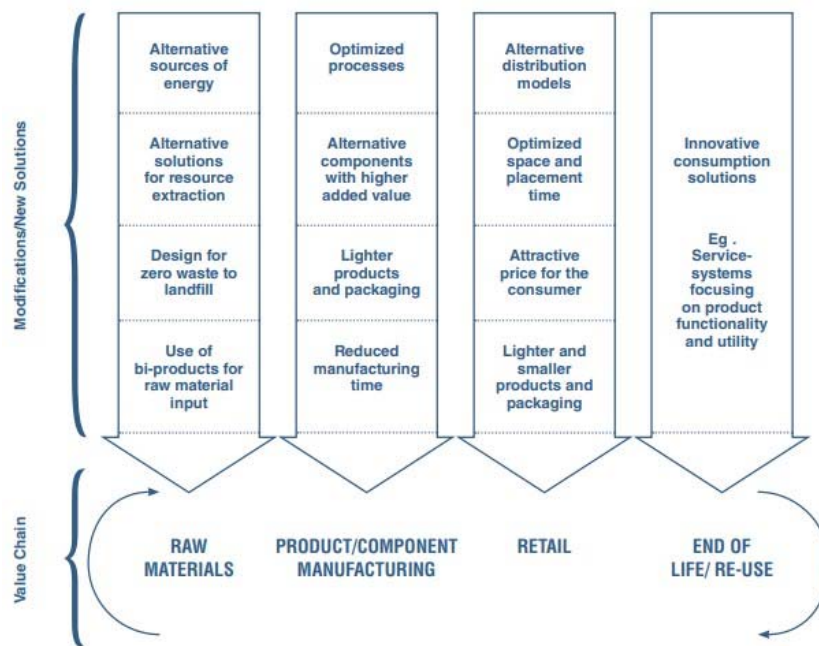 Modifications/New Solutions
Alternative
sources of
energy
Alternative
solutions
for resource
extraction
Design for
zero waste to
landfill
Use of
bi-products for
raw material
input
Optimized
processes
Alternative
components
with higher
added value
Lighter
products
and packaging
Reduced
manufacturing
time
Alternative
distribution
models
Optimized
space and
placement
time
Attractive
price for the
consumer
Lighter and
smaller
products and
packaging
Innovative
consumption
solutions
Eg .
Service-
systems
focusing
on product
functionality
and utility
Value Chain
RAW
MATERIALS
PRODUCT/COMPONENT
MANUFACTURING
RETAIL
END OF
LIFE/ RE-USE